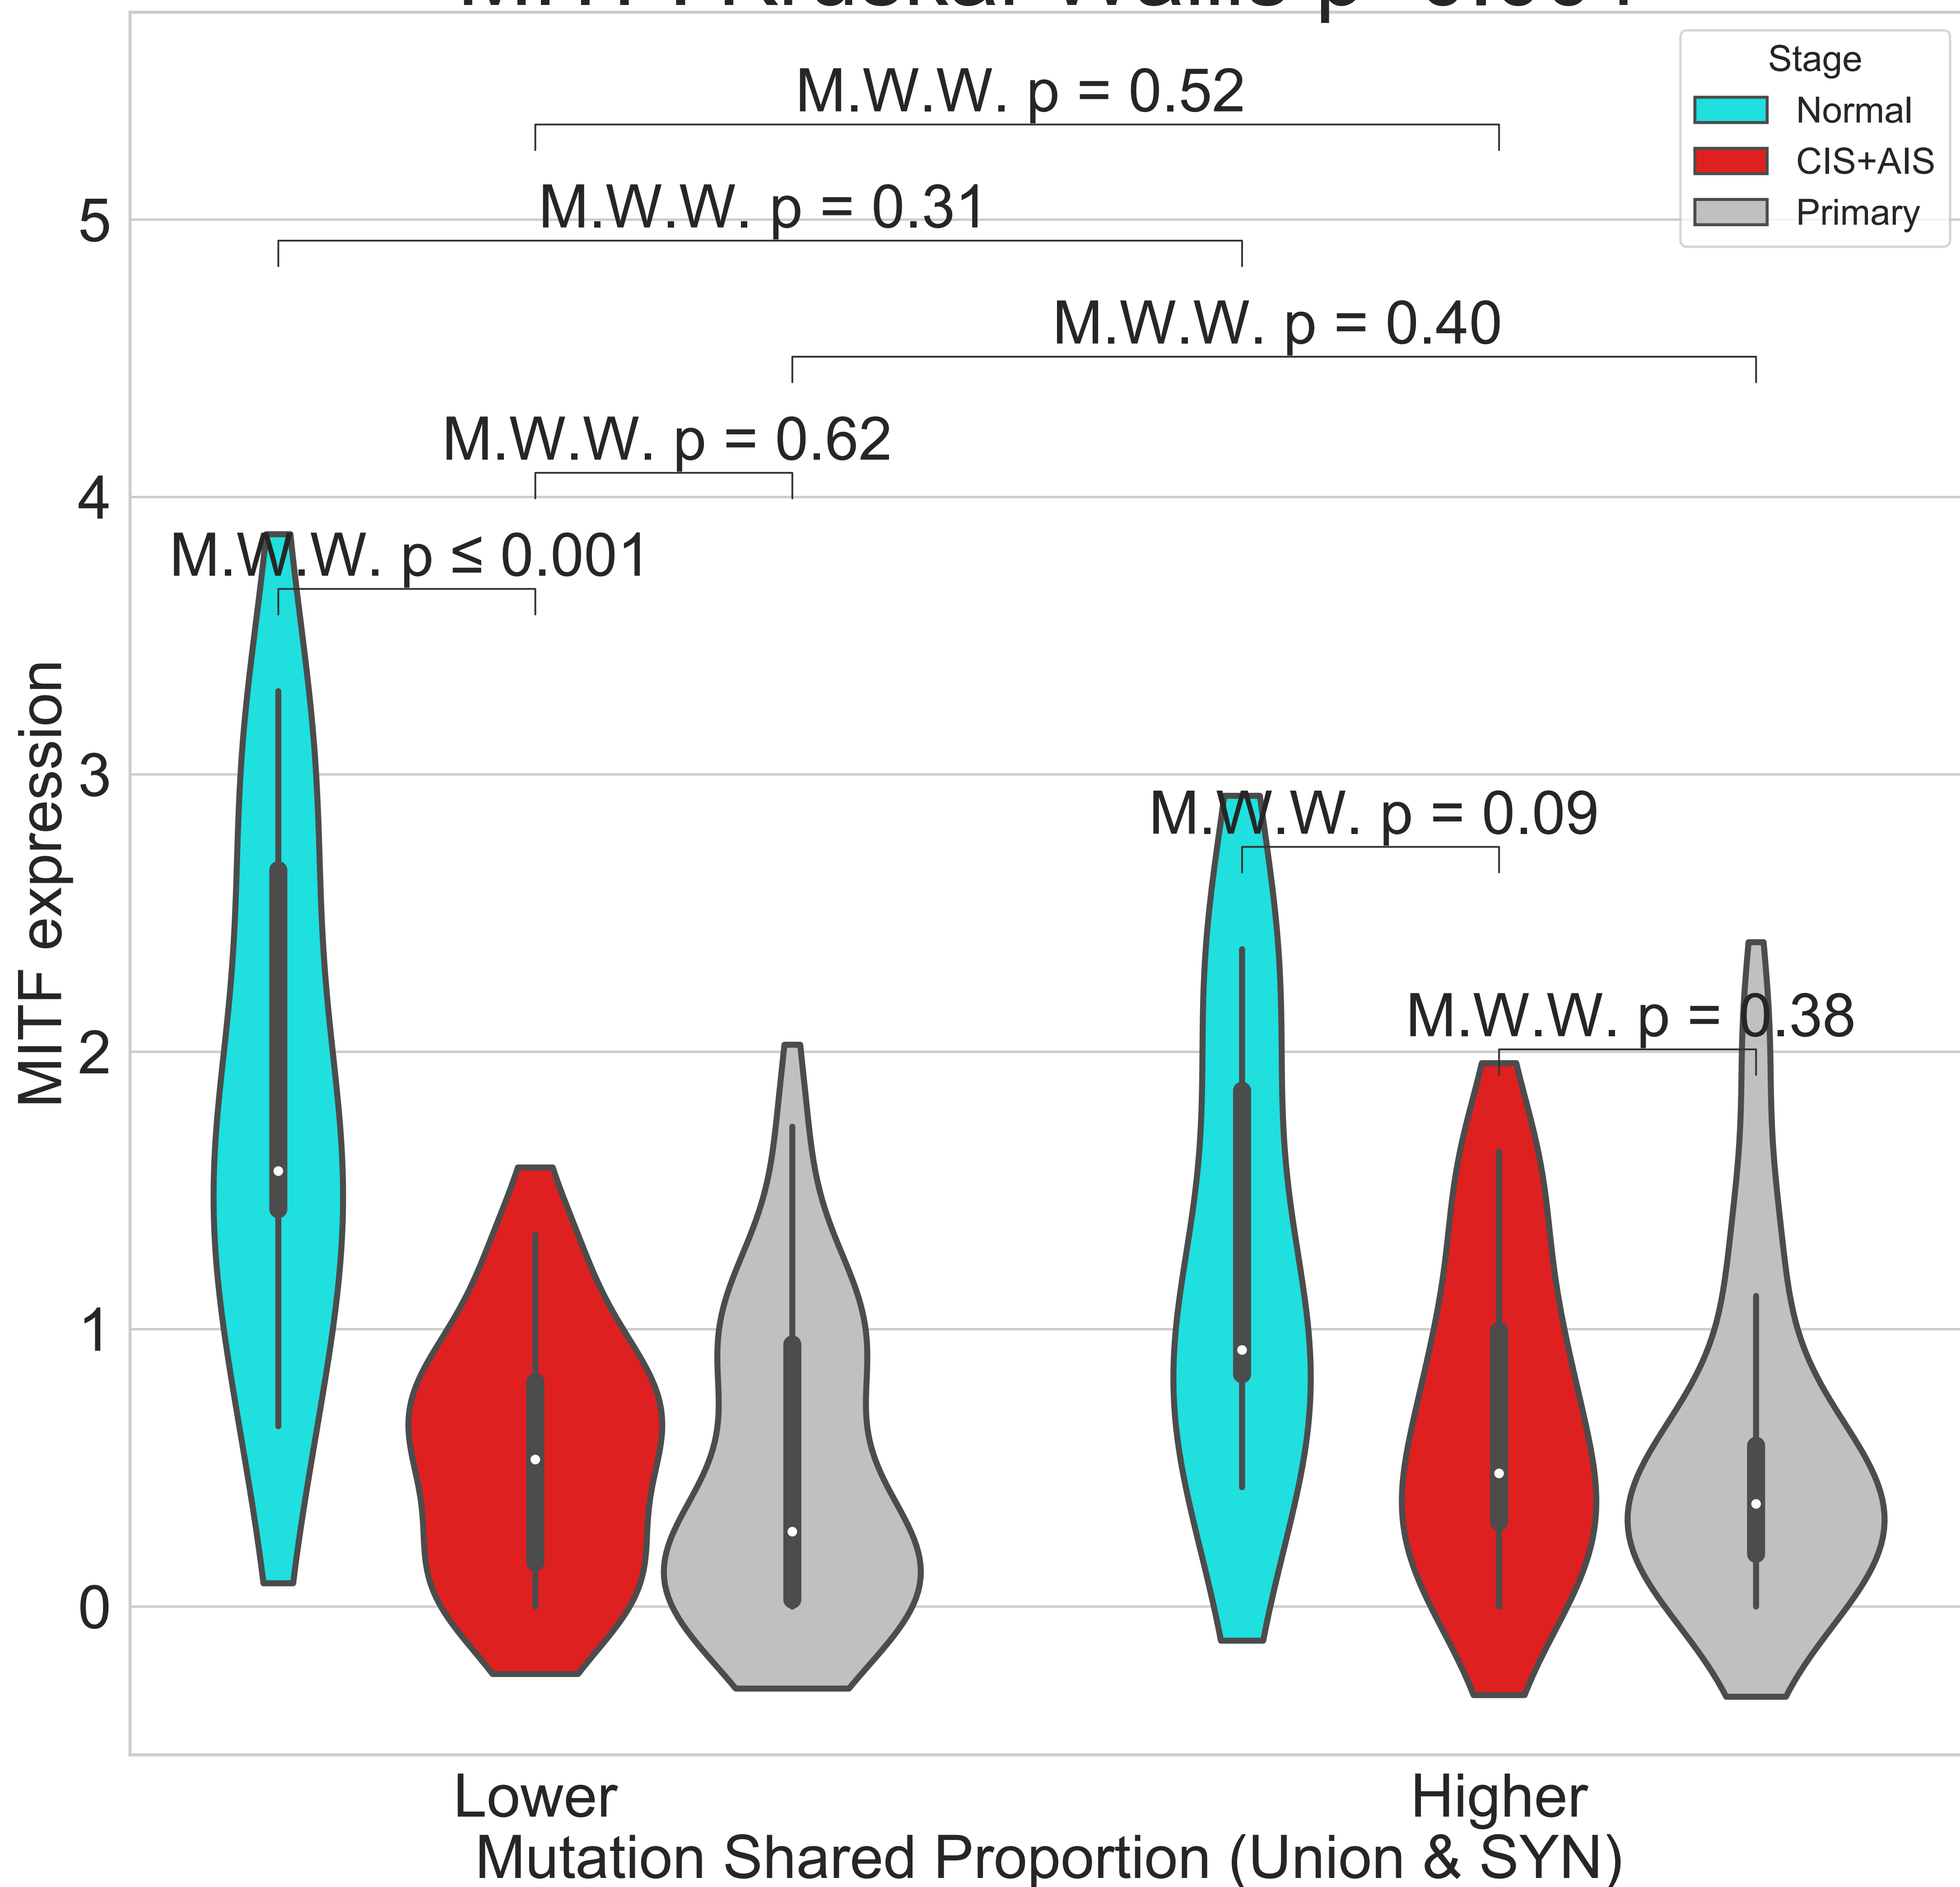 Stage
Normal
CIS+AIS
Primary
M.W.W. p = 0.52
M.W.W. p = 0.31
M.W.W. p = 0.40
M.W.W. p = 0.62
M.W.W. p ≤ 0.001
M.W.W. p = 0.09
M.W.W. p = 0.38
5
4
3
2
1
0
MITF expression
Lower
Higher
Mutation Shared Proportion (Union & SYN)